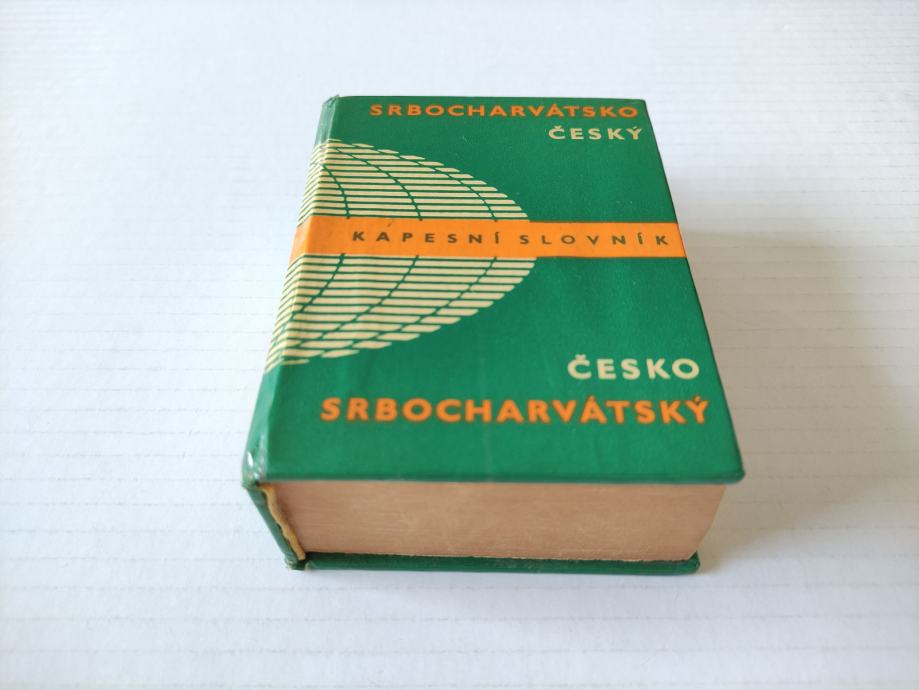 SRBOCHARVÁTSKO
ČESKÝ
KAPESNÍ SLOVNÍK
ČESKO
SRBOCHARVÁTSKÝ